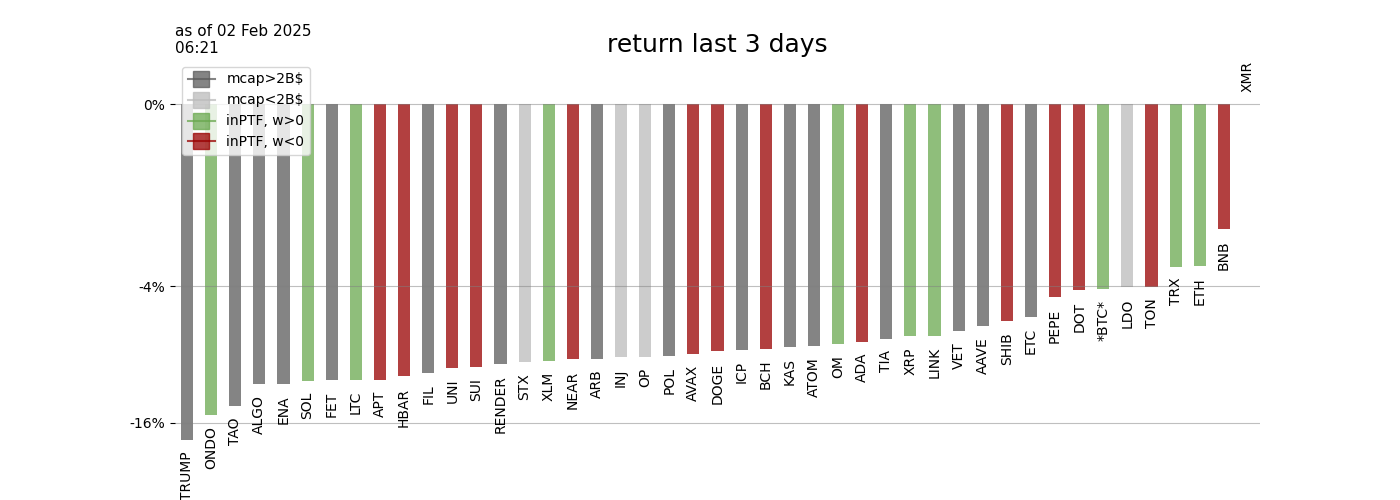 as of 02 Feb 2025
06:21
return last 3 days
mcap>2B$
mcap<2B$
inPTF, w>0
inPTF, w<0
0%
-4%
-16%
TRUMP
ONDO
TAO
ALGO
ENA
SOL
FET
LTC
APT
HBAR
FIL
UNI
SUI
RENDER
STX
XLM
NEAR
ARB
INJ
OP
POL
AVAX
DOGE
ICP
BCH
KAS
ATOM
OM
ADA
TIA
XRP
LINK
VET
AAVE
SHIB
ETC
PEPE
DOT
*BTC*
LDO
TON
TRX
ETH
BNB
XMR